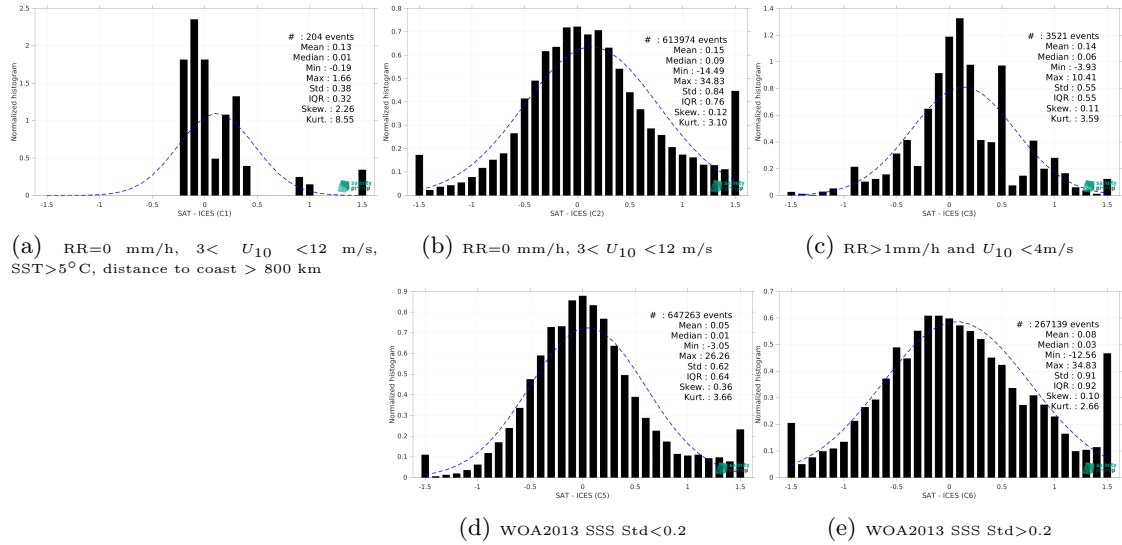 # : 204 events
Mean : 0.13
Median : 0.01
Min : -0.19
Max : 1.66
Std : 0.38
IQR : 0.32
Skew. : 2.26
Kurt. : 8.55
Normalized histogram
2.5
2
1.5
1
0.5
0
-1.5 -1 -0.5 0 0.5 1 1.5
SAT - ICES (C1)
(a) RR=0 mm/h, 3< U10 <12 m/s,
SST>5°C, distance to coast > 800 km
# : 613974 events
Mean : 0.15
Median : 0.09
Min : -14.49
Max : 34.83
Std : 0.84
IQR : 0.76
Skew. : 0.12
Kurt. : 3.10
Normalized histogram
0.8
0.7
0.6
0.5
0.4
0.3
0.2
0.1
0
-1.5 -1 -0.5 0 0.5 1 1.5
SAT - ICES (C2)
(b) RR=0 mm/h, 3< U10 <12 m/s
# : 3521 events
Mean : 0.14
Median : 0.06
Min : -3.93
Max : 10.41
Std : 0.55
IQR : 0.55
Skew. : 0.11
Kurt. : 3.59
Normalized histogram
1.4
1.2
1
0.8
0.6
0.4
0.2
0
-1.5 -1 -0.5 0 0.5 1 1.5
SAT - ICES (C3)
(c) RR>1mm/h and U10 <4m/s
# : 647263 events
Mean : 0.05
Median : 0.01
Min : -3.05
Max : 26.26
Std : 0.62
IQR : 0.64
Skew. : 0.36
Kurt. : 3.66
Normalized histogram
0.9
0.8
0.7
0.6
0.5
0.4
0.3
0.2
0.1
0
-1.5 -1 -0.5 0 0.5 1 1.5
SAT - ICES (C5)
(d) WOA2013 SSS Std<0.2
# : 267139 events
Mean : 0.08
Median : 0.03
Min : -12.56
Max : 34.83
Std : 0.91
IQR : 0.92
Skew. : 0.10
Kurt. : 2.66
Normalized histogram
0.7
0.6
0.5
0.4
0.3
0.2
0.1
0
-1.5 -1 -0.5 0 0.5 1 1.5
SAT - ICES (C6)
(e) WOA2013 SSS Std>0.2